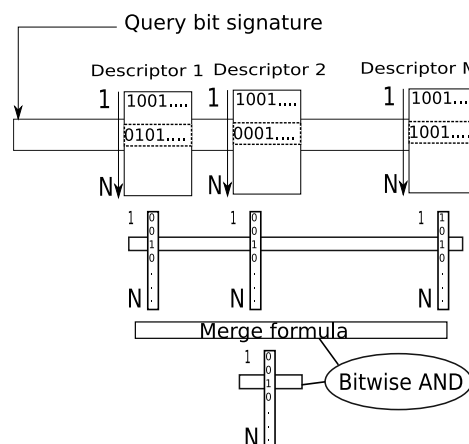 Query bit signature
Descriptor 1 Descriptor 2 Descriptor M
1 1001.... 1 1001.... 1 1001....
0101.... 0001.... 1001....
N N N
1 0 1 0 1 1
0 0 0
1 1 1
0 0 0
. . .
. . .
N . N . N .
Merge formula
1 0
0
1 Bitwise AND
0
.
.
N